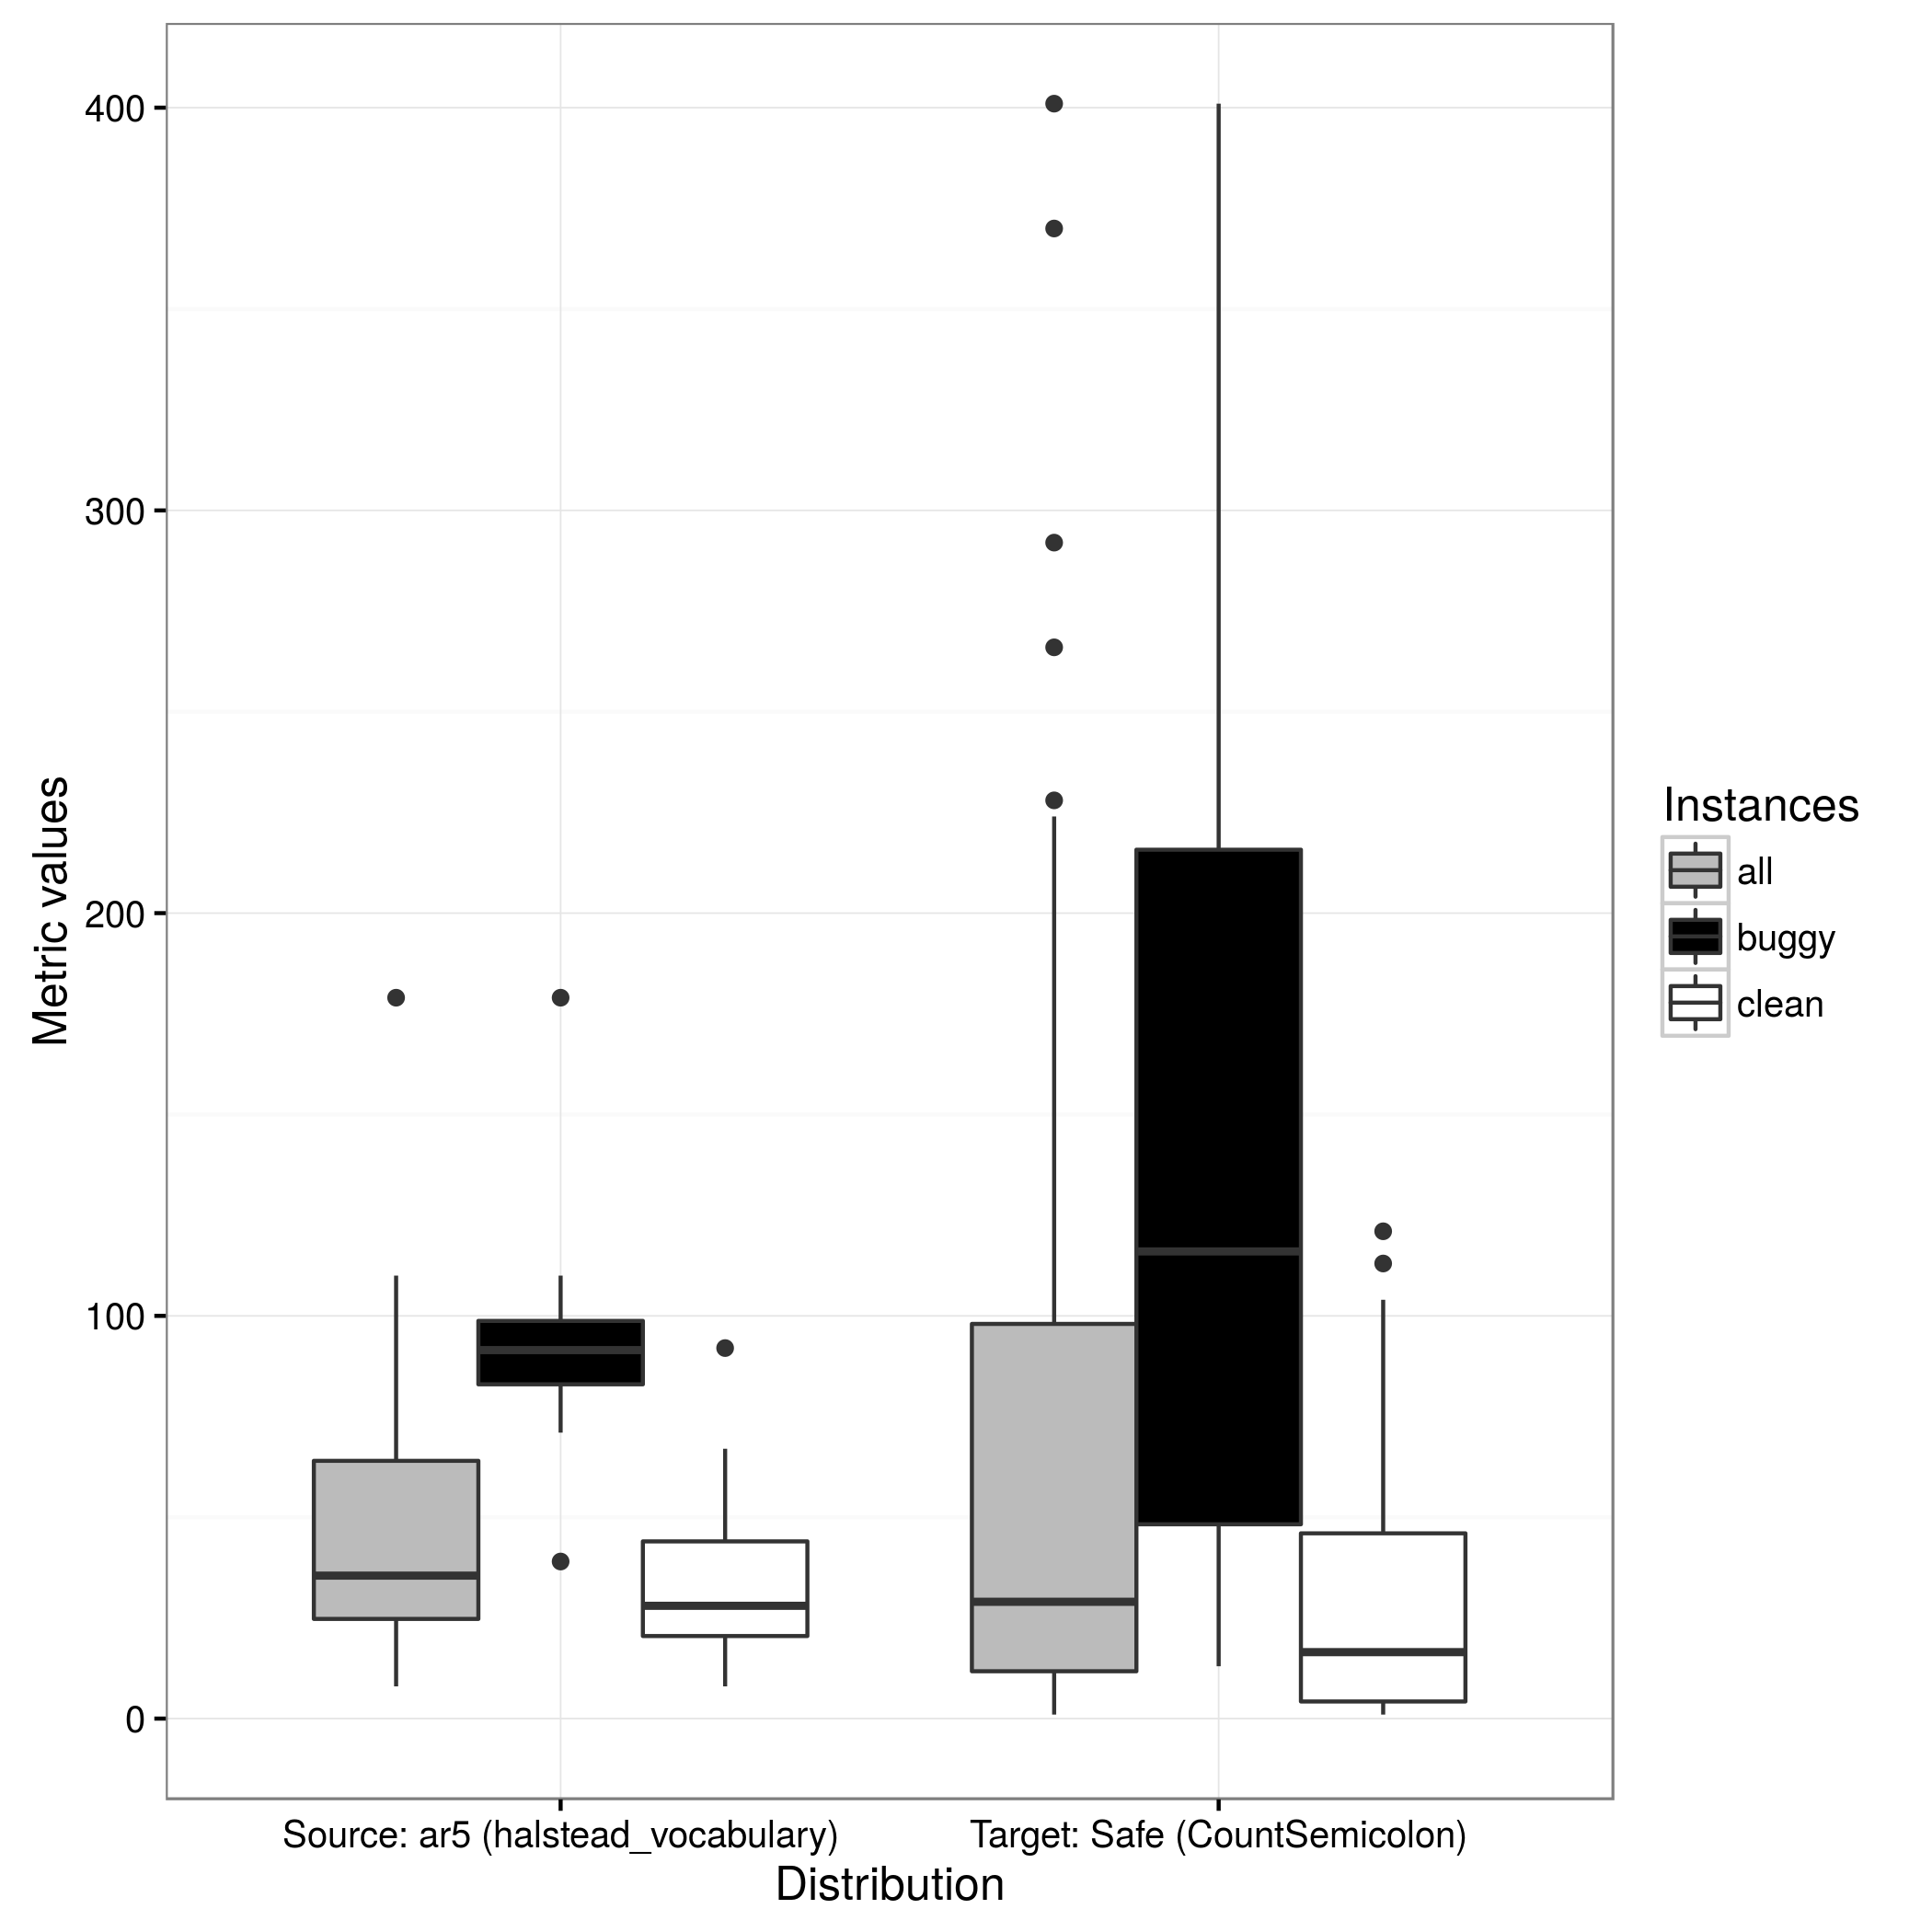 Metric values
400
300
200
100
0
Source: ar5 (halstead_vocabulary)
Target: Safe (CountSemicolon)
Distribution
Instances
all
buggy
clean